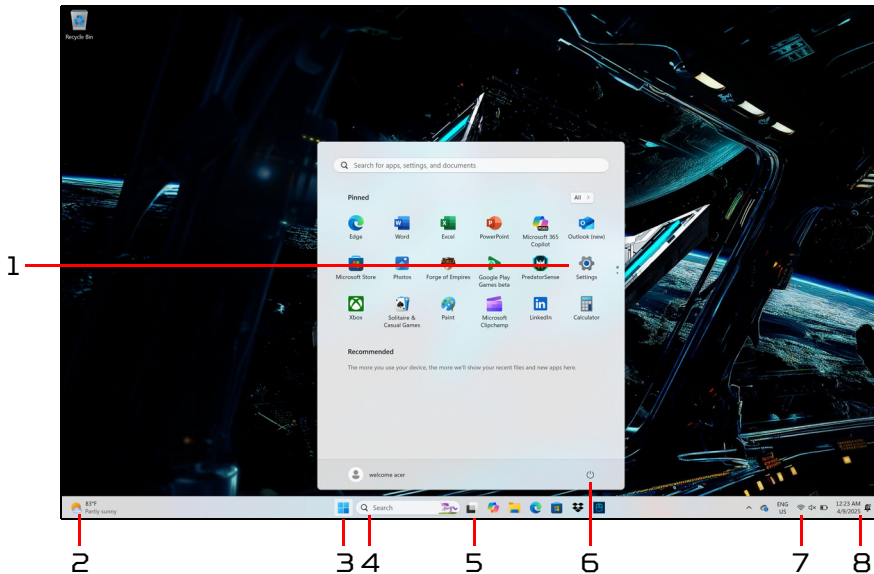 Recycle Bin
Search for apps, settings, and documents
Pinned
All
Edge
Word
Excel
PowerPoint
Microsoft 365
Copilot
Outlook (new)
1
Microsoft Store
Photos
Forge of Empires
Google Play
Games beta
PredatorSense
Settings
Xbox
Solitaire &
Casual Games
Paint
Microsoft
Clipchamp
LinkedIn
Calculator
Recommended
The more you use your device, the more we'll show your recent files and new apps here.
welcome acer
83°F
Partly sunny
Search
ENG
US
12:23 AM
4/9/2025
2
3
4
5
6
7
8